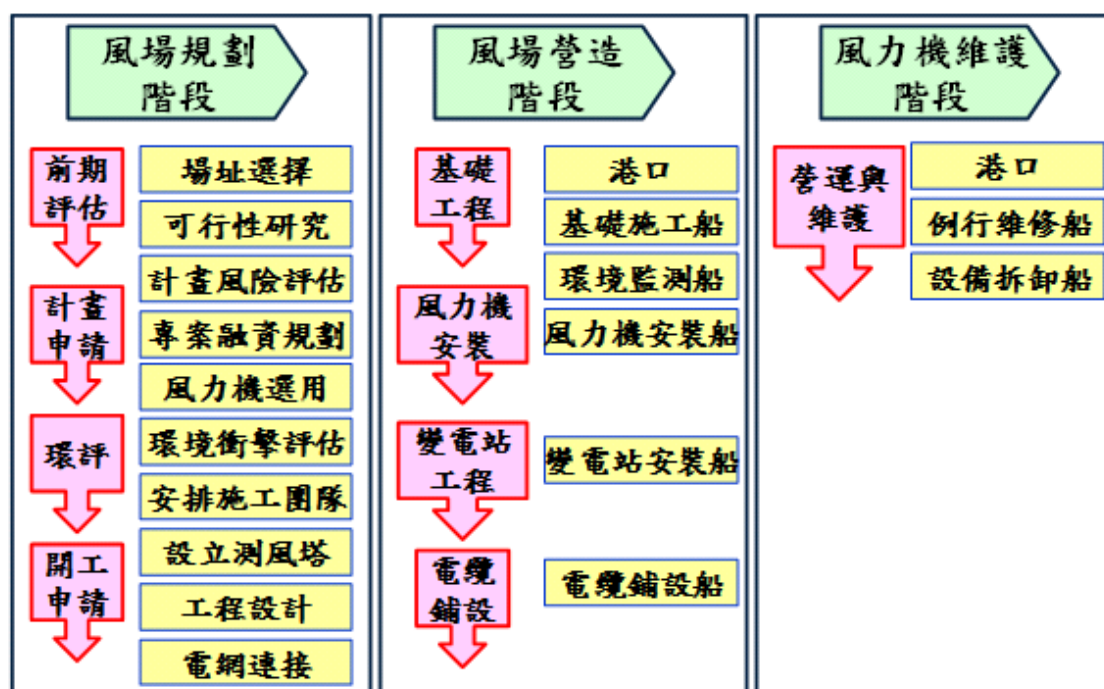 風場規劃
階段
前期
評估
計畫
申請
環評
開工
申請
場址選擇
可行性研究
計畫風險評估
專案融資規劃
風力機選用
環境衝擊評估
安排施工團隊
設立測風塔
工程設計
電網連接
風場營造
階段
基礎
工程
風力機
安裝
變電站
工程
電纜
鋪設
港口
基礎施工船
環境監測船
風力機安裝船
變電站安裝船
電纜鋪設船
風力機維護
階段
營運與
維護
港口
例行維修船
設備拆卸船